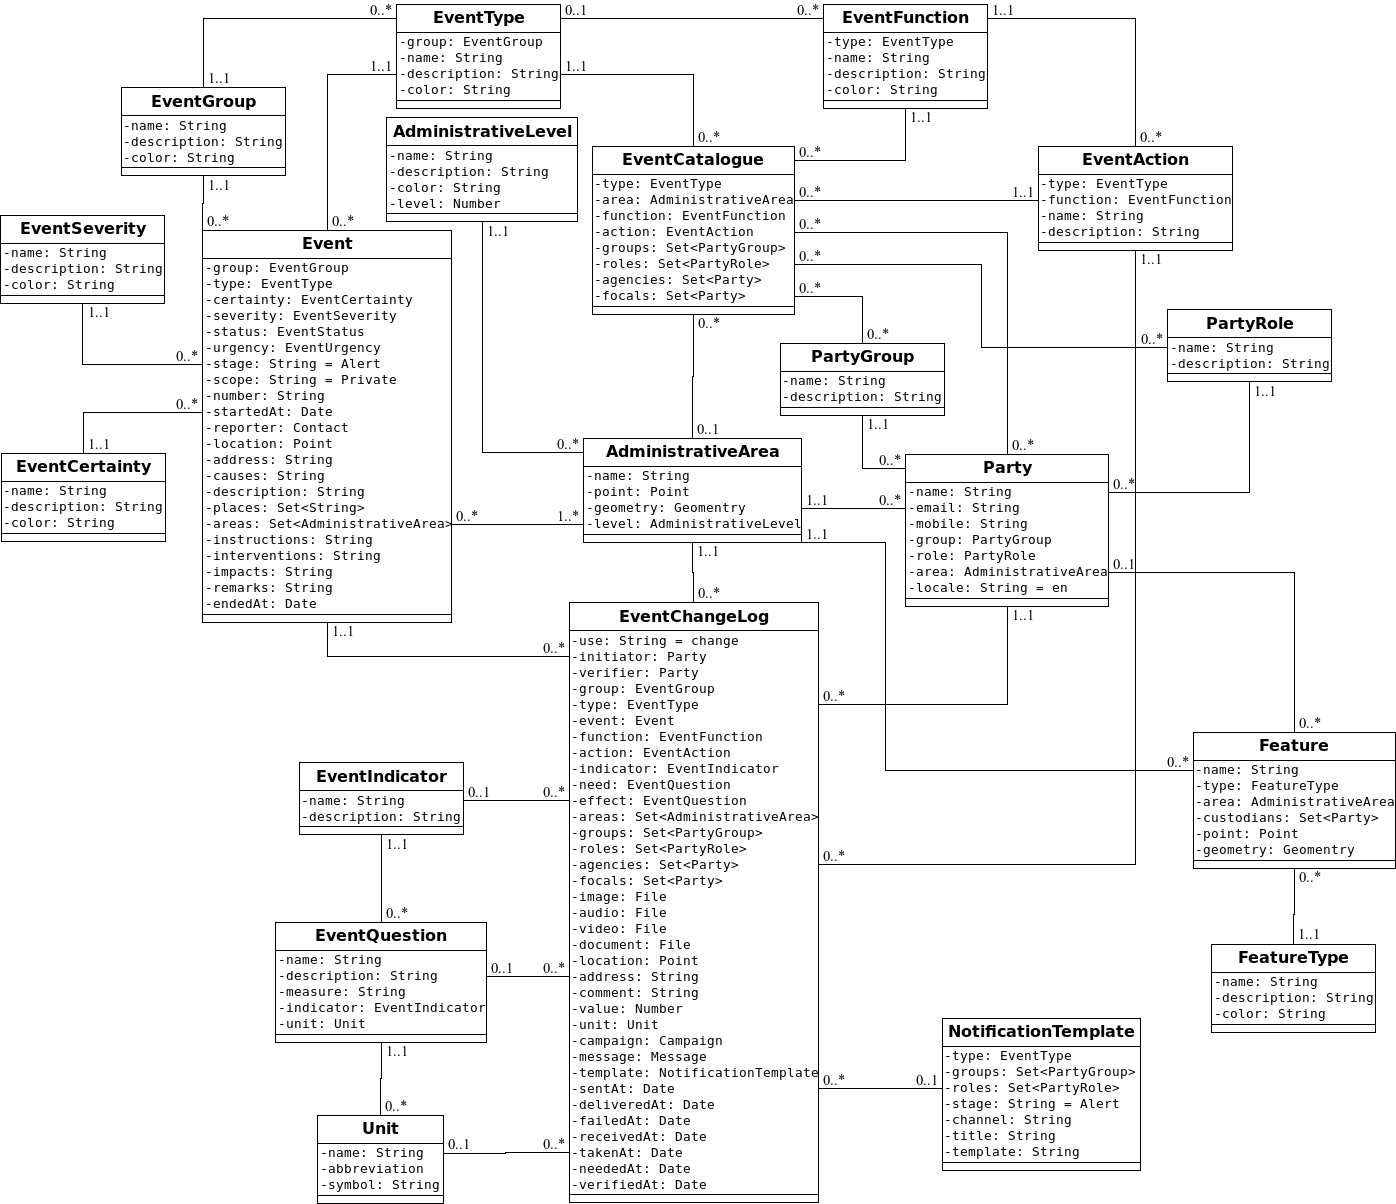 EventType
-group: EventGroup
-name: String
-description: String
-color: String
0..*
0..1
0..*
1..1
1..1
EventFunction
-type: EventType
-name: String
-description: String
-color: String
1..1
1..1
1..1
EventGroup
-name: String
-description: String
-color: String
1..1
AdministrativeLevel
-name: String
-description: String
-color: String
-level: Number
1..1
0..*
EventCatalogue
-type: EventType
-area: AdministrativeArea
-function: EventFunction
-action: EventAction
-groups: Set<PartyGroup>
-roles: Set<PartyRole>
-agencies: Set<Party>
-focals: Set<Party>
0..*
0..*
0..*
0..*
0..*
0..*
0..*
1..1
EventAction
-type: EventType
-function: EventFunction
-name: String
-description: String
1..1
EventSeverity
-name: String
-description: String
-color: String
1..1
0..*
0..*
Event
-group: EventGroup
-type: EventType
-certainty: EventCertainty
-severity: EventSeverity
-status: EventStatus
-urgency: EventUrgency
-stage: String = Alert
-scope: String = Private
-number: String
-startedAt: Date
-reporter: Contact
-location: Point
-address: String
-causes: String
-description: String
-places: Set<String>
-areas: Set<AdministrativeArea>
-instructions: String
-interventions: String
-impacts: String
-remarks: String
-endedAt: Date
0..*
0..*
0..*
1..*
1..1
0..*
PartyRole
-name: String
-description: String
0..*
1..1
0..*
PartyGroup
-name: String
-description: String
1..1
0..*
1..1
EventCertainty
-name: String
-description: String
-color: String
0..1
0..*
AdministrativeArea
-name: String
-point: Point
-geometry: Geomentry
-level: AdministrativeLevel
1..1
0..*
1..1
1..1
0..*
0..*
Party
-name: String
-email: String
-mobile: String
-group: PartyGroup
-role: PartyRole
-area: AdministrativeArea
-locale: String = en
0..*
0..1
1..1
EventChangeLog
-use: String = change
-initiator: Party
-verifier: Party
-group: EventGroup
-type: EventType
-event: Event
-function: EventFunction
-action: EventAction
-indicator: EventIndicator
-need: EventQuestion
-effect: EventQuestion
-areas: Set<AdministrativeArea>
-groups: Set<PartyGroup>
-roles: Set<PartyRole>
-agencies: Set<Party>
-focals: Set<Party>
-image: File
-audio: File
-video: File
-document: File
-location: Point
-address: String
-comment: String
-value: Number
-unit: Unit
-campaign: Campaign
-message: Message
-template: NotificationTemplate
-sentAt: Date
-deliveredAt: Date
-failedAt: Date
-receivedAt: Date
-takenAt: Date
-neededAt: Date
-verifiedAt: Date
0..*
0..*
0..*
0..*
Feature
-name: String
-type: FeatureType
-area: AdministrativeArea
-custodians: Set<Party>
-point: Point
-geometry: Geomentry
0..*
EventIndicator
-name: String
-description: String
0..1
0..*
1..1
0..*
EventQuestion
-name: String
-description: String
-measure: String
-indicator: EventIndicator
-unit: Unit
0..1
0..*
1..1
1..1
FeatureType
-name: String
-description: String
-color: String
NotificationTemplate
-type: EventType
-groups: Set<PartyGroup>
-roles: Set<PartyRole>
-stage: String = Alert
-channel: String
-title: String
-template: String
0..*
0..1
0..*
Unit
-name: String
-abbreviation
-symbol: String
0..1
0..*